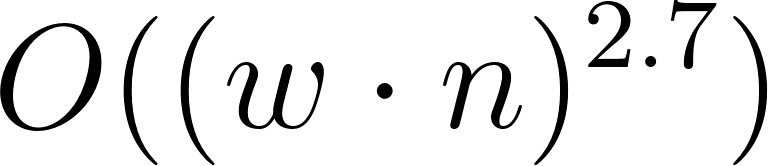 O((w · n)^{2.7})